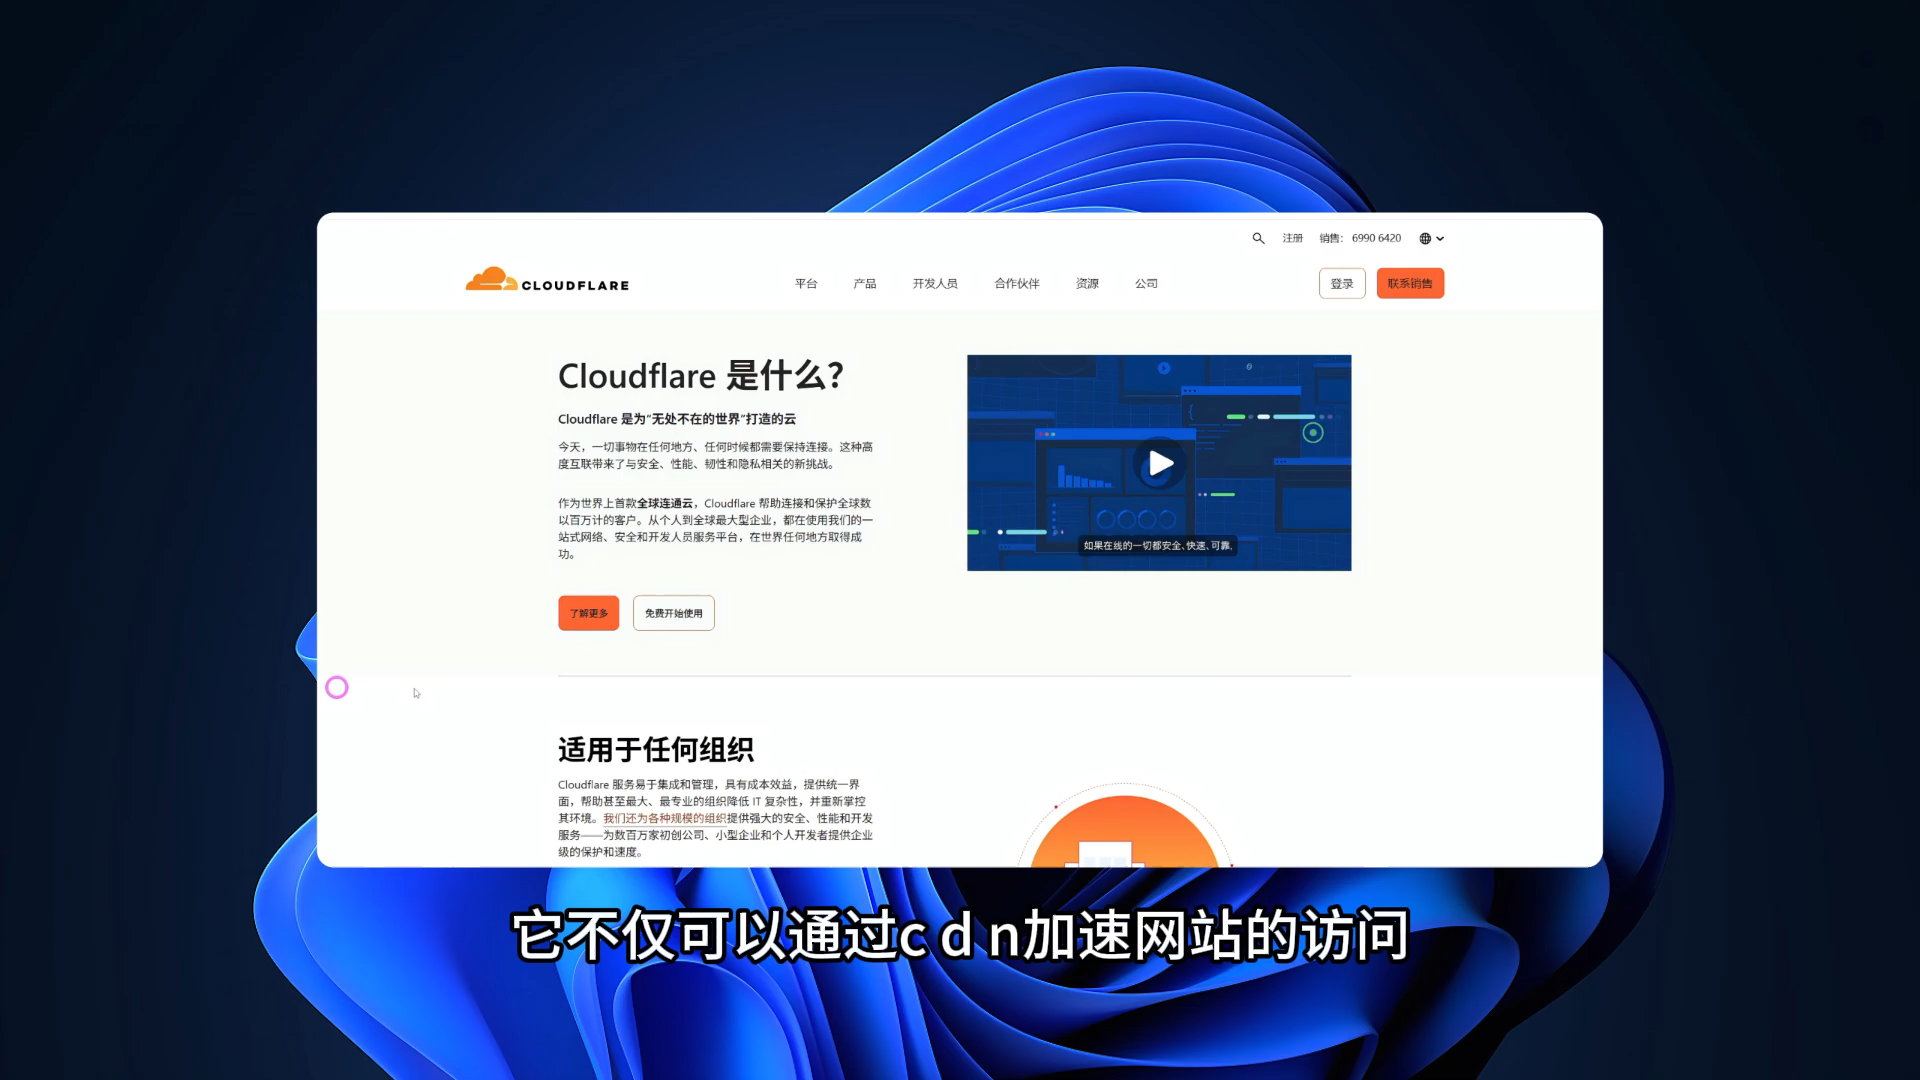 注册 销售: 6990 6420
CLOUDFLARE 平台 产品 开发人员 合作伙伴 资源 公司 登录 联系销售
Cloudflare 是什么?
Cloudflare 是为“无处不在的世界”打造的云
今天，一切事物在任何地方、任何时候都需要保持连接。这种高
度互联带来了与安全、性能、韧性和隐私相关的新挑战。
作为世界上首款全球连通云，Cloudflare 帮助连接和保护全球数
以百万计的客户。从个人到全球最大型企业，都在使用我们的一
站式网络、安全和开发人员服务平台，在世界任何地方取得成
功。
如果在线的一切都安全、快速、可靠,
了解更多 免费开始使用
适用于任何组织
Cloudflare 服务易于集成和管理，具有成本效益，提供统一界
面，帮助甚至最大、最专业的组织降低 IT 复杂性，并重新掌控
其环境。我们还为各种规模的组织提供强大的安全、性能和开发
服务——为数百万家初创公司、小型企业和个人开发者提供企业
级的保护和速度。
它不仅可以通过c d n加速网站的访问